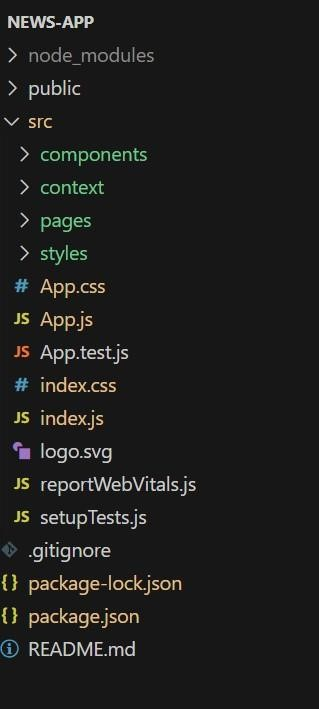 NEWS-APP
node_modules
public
src
components
context
pages
styles
# App.css
JS App.js
JS App.test.js
# index.css
JS index.js
logo.svg
JS reportWebVitals.js
JS setupTests.js
.gitignore
{} package-lock.json
{} package.json
README.md